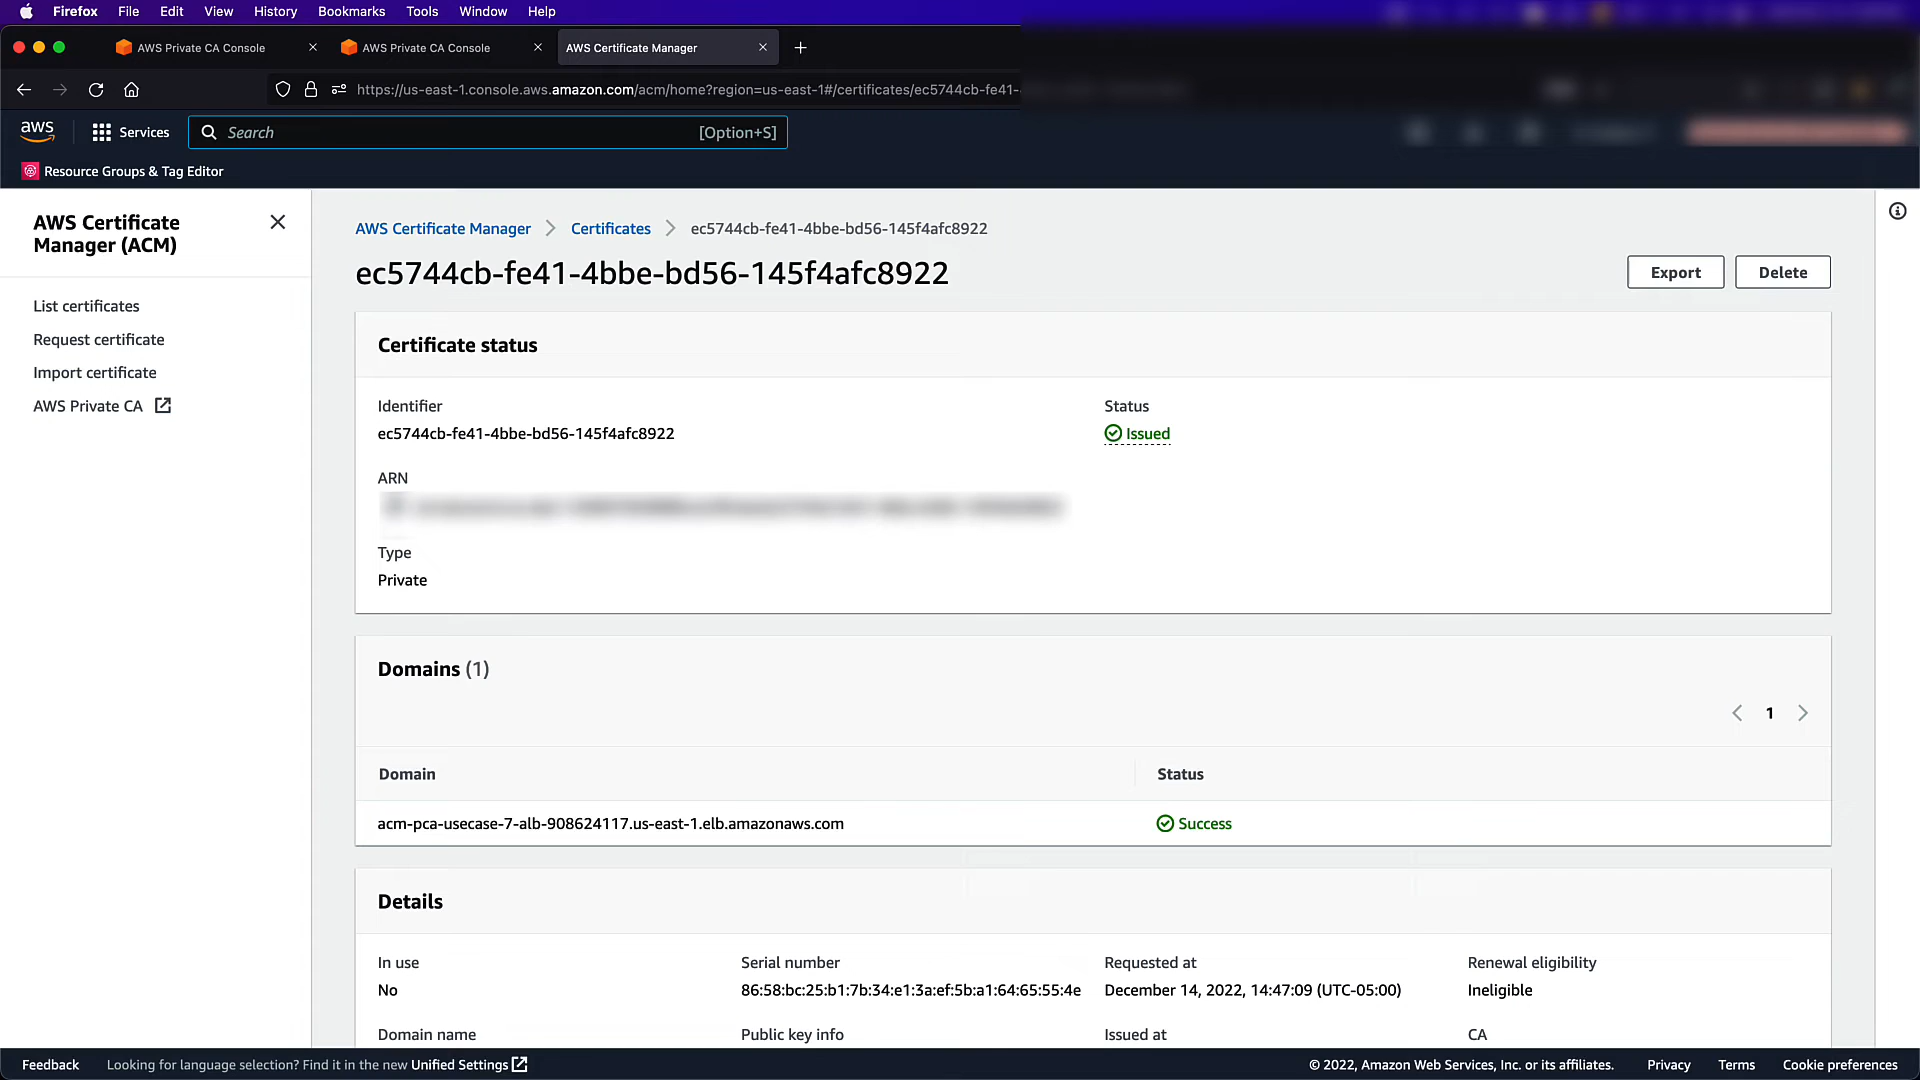 Firefox File Edit View History Bookmarks Tools Window Help
AWS Private CA Console AWS Private CA Console AWS Certificate Manager
https://us-east-1.console.aws.amazon.com/acm/home?region=us-east-1#/certificates/ec5744cb-fe41-
aws Services Search [Option+S]
Resource Groups & Tag Editor
AWS Certificate
Manager (ACM)
List certificates
Request certificate
Import certificate
AWS Private CA
AWS Certificate Manager Certificates ec5744cb-fe41-4bbe-bd56-145f4afc8922
ec5744cb-fe41-4bbe-bd56-145f4afc8922
Export Delete
Certificate status
Identifier
ec5744cb-fe41-4bbe-bd56-145f4afc8922
Status
Issued
ARN
Type
Private
Domains (1)
1
Domain Status
acm-pca-usecase-7-alb-908624117.us-east-1.elb.amazonaws.com Success
Details
In use Serial number Requested at Renewal eligibility
No 86:58:bc:25:b1:7b:34:e1:3a:ef:5b:a1:64:65:55:4e December 14, 2022, 14:47:09 (UTC-05:00) Ineligible
Domain name Public key info Issued at CA
Feedback Looking for language selection? Find it in the new Unified Settings © 2022, Amazon Web Services, Inc. or its affiliates. Privacy Terms Cookie preferences